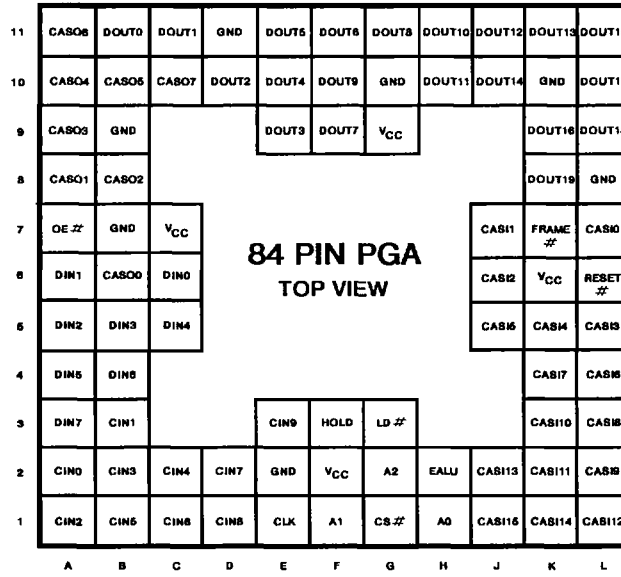 11 CASO6 DOUT0 DOUT1 GND DOUT5 DOUT6 DOUT8 DOUT10 DOUT12 DOUT13
10 CASO4 CASO5 CASO7 DOUT2 DOUT4 DOUT9 GND DOUT11 DOUT14 GND
9 CASO3 GND DOUT3 DOUT7 VCC DOUT16
8 CASO1 CASO2 DOUT19 GND
7 OE# GND VCC CASI1 FRAME# CASI0
84 PIN PGA
TOP VIEW
6 DIN1 CASO0 DIN0 CASI2 VCC RESET#
5 DIN2 DIN3 DIN4 CASI5 CASI4 CASI3
4 DIN5 DIN6 CASI7 CASI6
3 DIN7 CIN1 CIN9 HOLD LD# CASI10 CASI8
2 CIN0 CIN3 CIN4 CIN7 GND VCC A2 EALU CASI13 CASI11 CASI9
1 CIN2 CIN5 CIN6 CIN8 CLK A1 CS# A0 CASI15 CASI14 CASI12
A B C D E F G H J K L